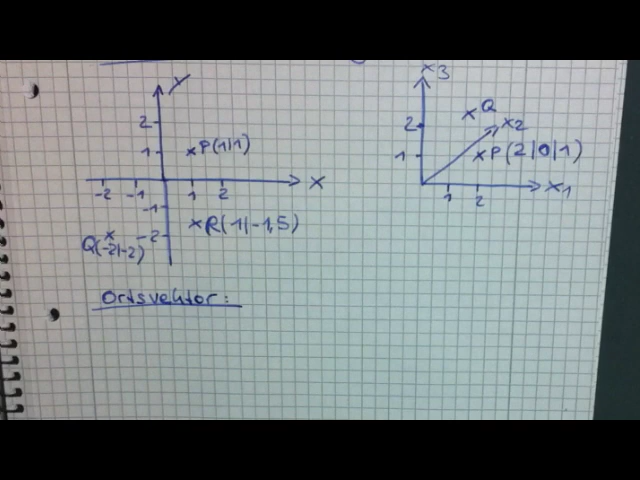 Y
2
1
P(1|1)
-2 -1 1 2 X
-1
-2
R(1|-1,5)
Q(-2|-2)
x3
2
1
Q
x2
P(2|0|1)
1 2 x1
Ortsvektor: